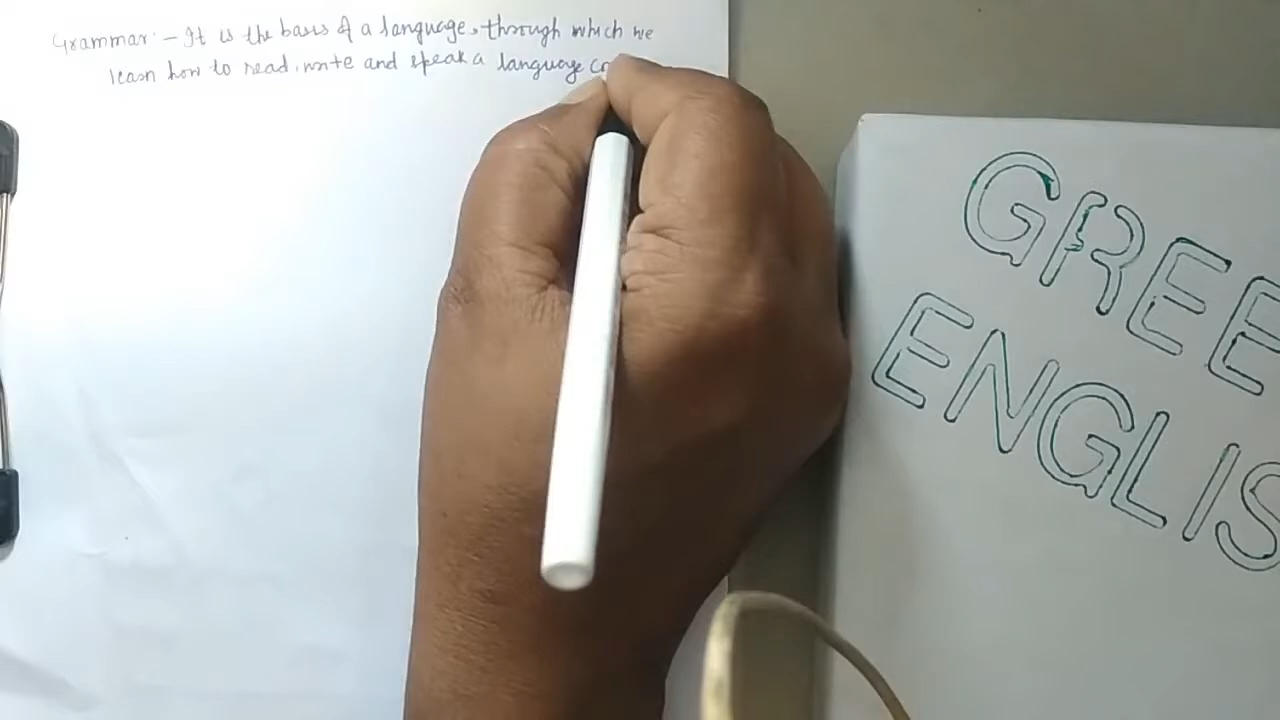 Grammar:- It is the basis of a language, through which we
learn how to read, write and speak a language co
GREE
ENGLIS